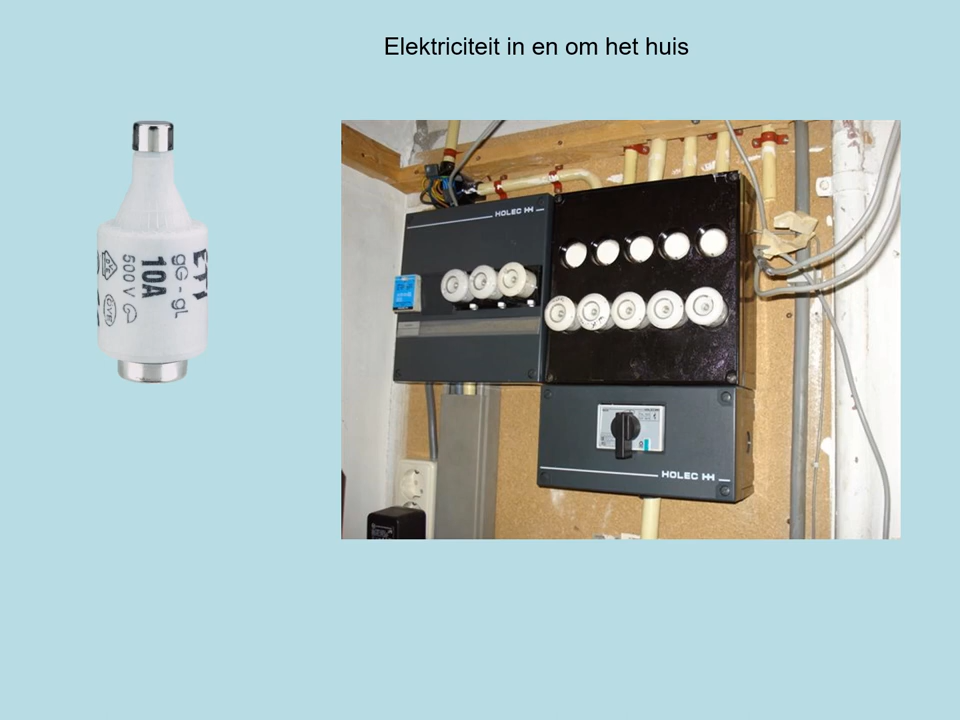 Elektriciteit in en om het huis
ETI
gG - gL
10A
500 V
HOLEC
HOLEC